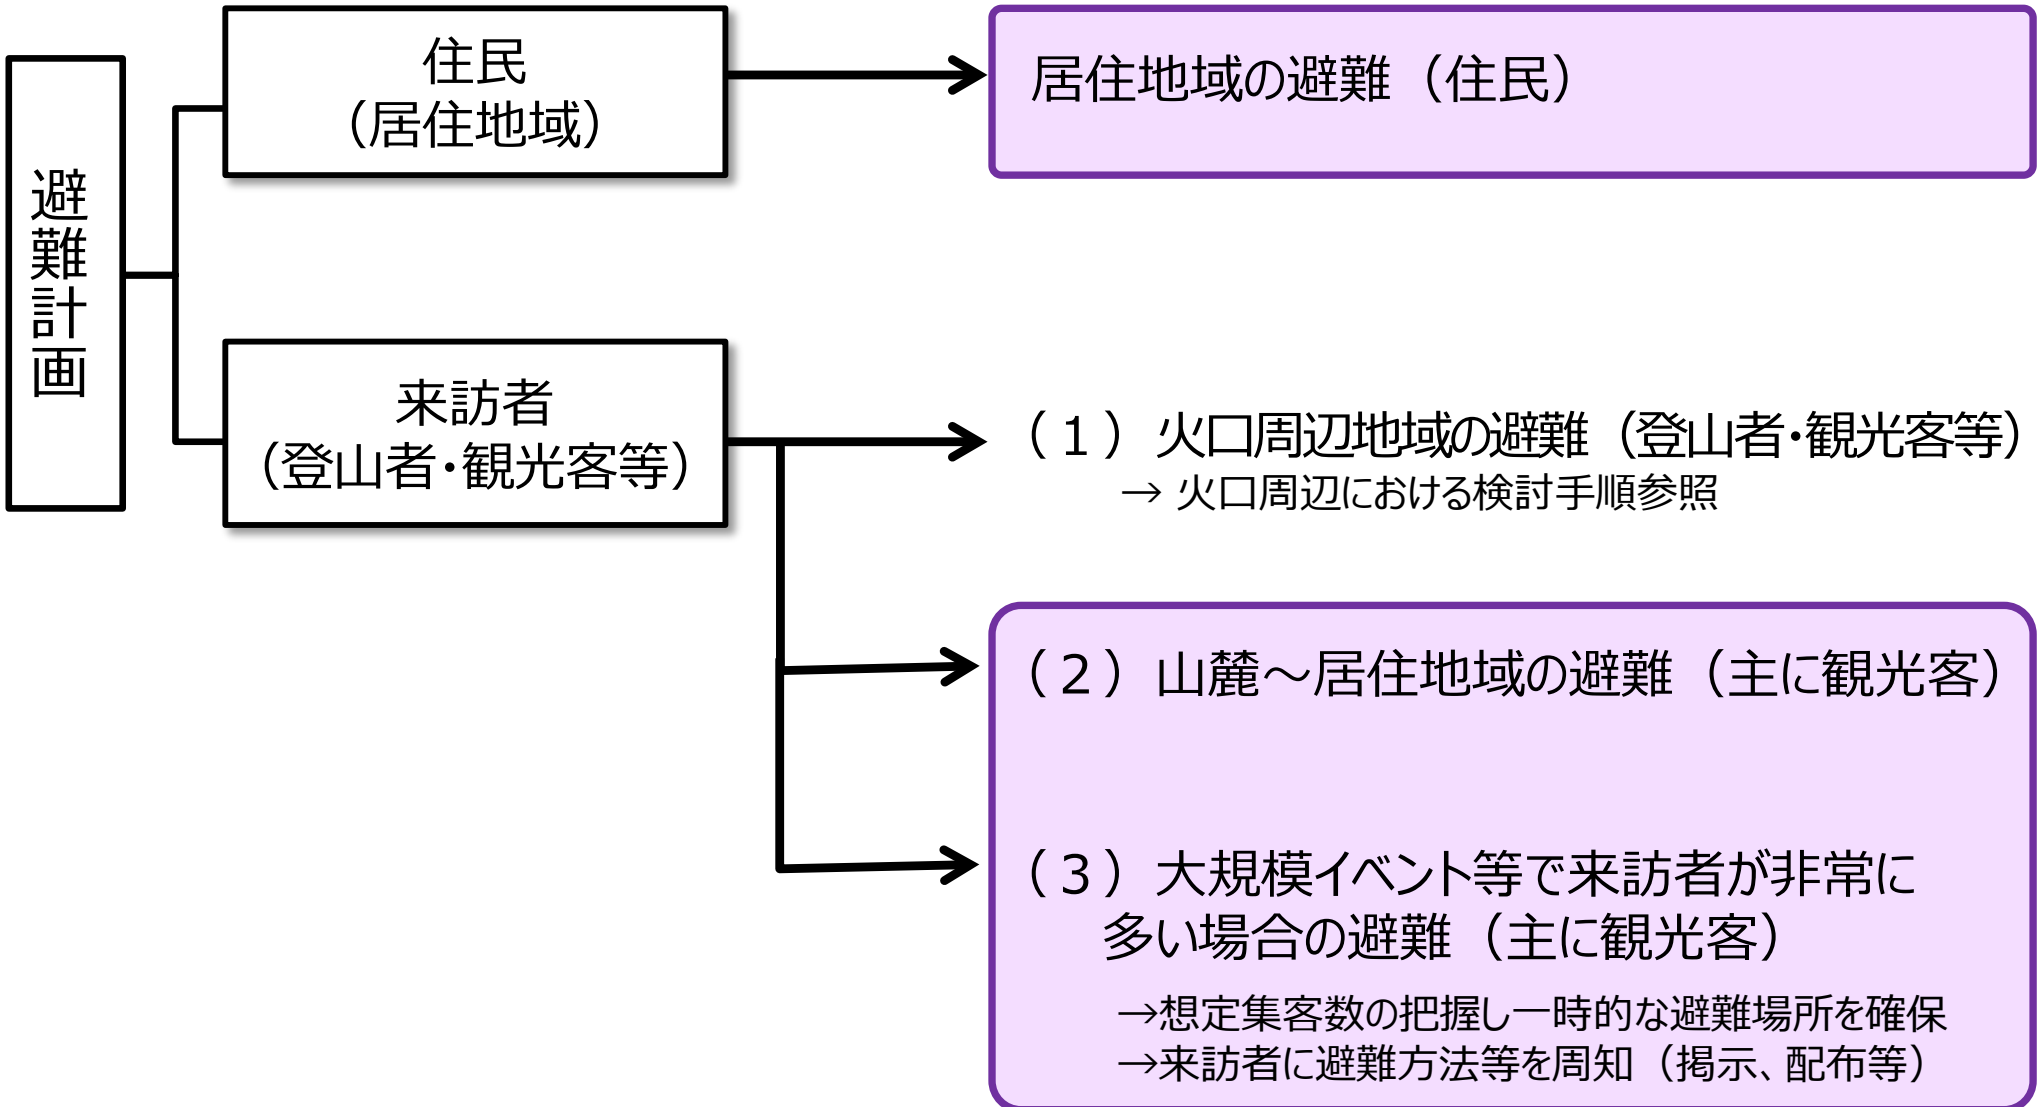 避難計画
住民
（居住地域）
居住地域の避難（住民）
来訪者
（登山者・観光客等）
（１）火口周辺地域の避難（登山者・観光客等）
→ 火口周辺における検討手順参照
（２）山麓～居住地域の避難（主に観光客）
（３）大規模イベント等で来訪者が非常に
多い場合の避難（主に観光客）
→想定集客数の把握し一時的な避難場所を確保
→来訪者に避難方法等を周知（掲示、配布等）